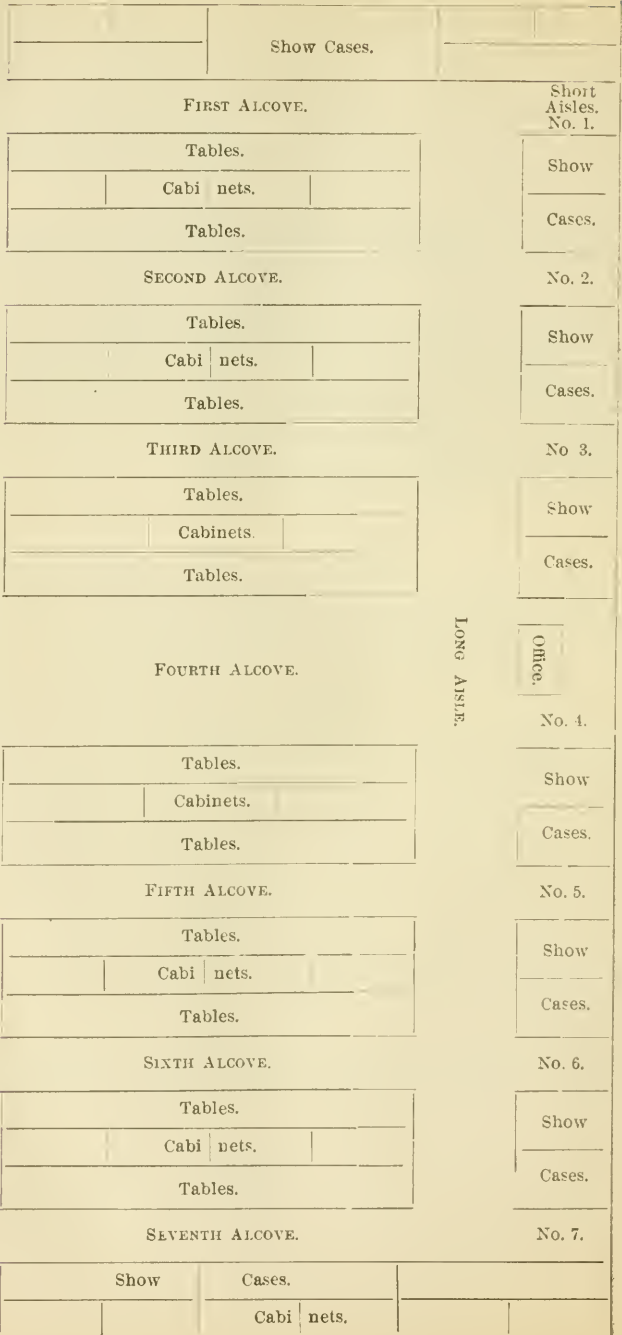 Show Cases.
FIRST ALCOVE.
Short
Aisles.
No. 1.
Tables.
Cabi nets.
Tables.
Show
Cases.
SECOND ALCOVE.
No. 2.
Tables.
Cabi nets.
Tables.
Show
Cases.
THIRD ALCOVE.
No 3.
Tables.
Cabinets.
Tables.
Show
Cases.
FOURTH ALCOVE.
LONG AISLE.
Office.
No. 4.
Tables.
Cabinets.
Tables.
Show
Cases.
FIFTH ALCOVE.
No. 5.
Tables.
Cabi nets.
Tables.
Show
Cases.
SIXTH ALCOVE.
No. 6.
Tables.
Cabi nets.
Tables.
Show
Cases.
SEVENTH ALCOVE.
No. 7.
Show Cases.
Cabi nets.